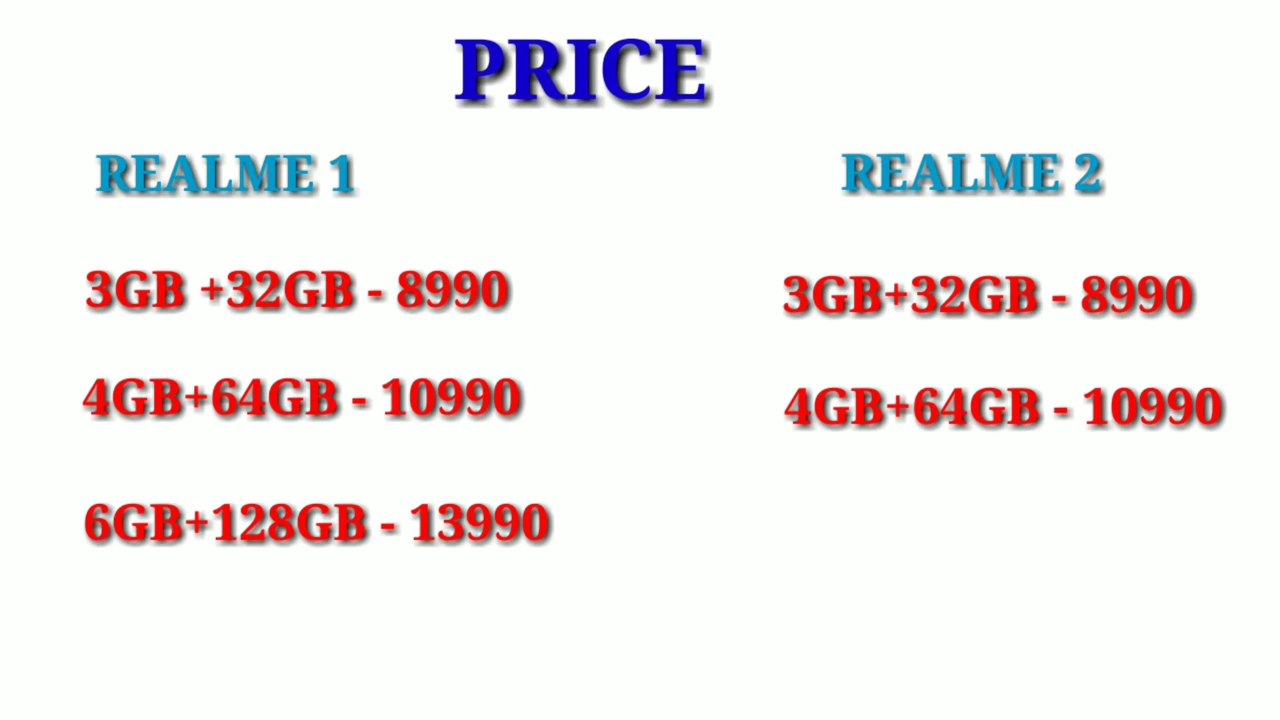 PRICE
REALME 1
3GB +32GB - 8990
4GB+64GB - 10990
6GB+128GB - 13990
REALME 2
3GB+32GB - 8990
4GB+64GB - 10990